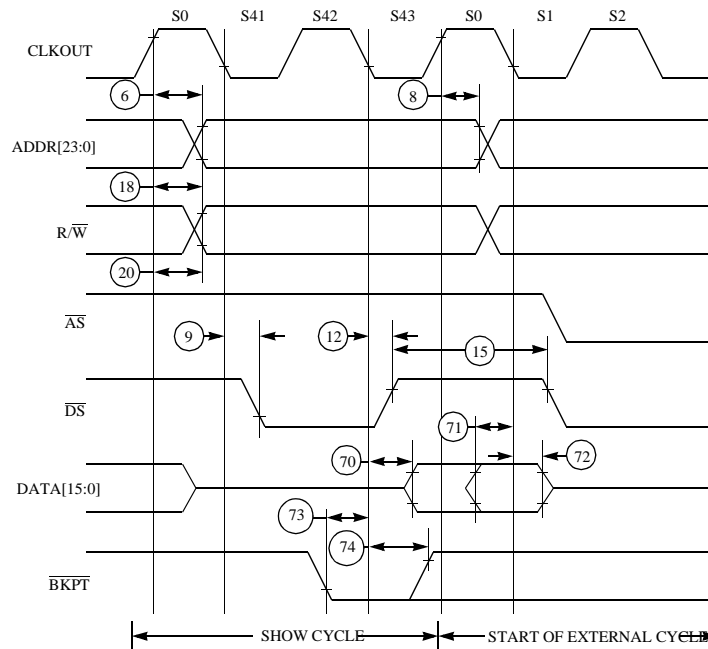 S0 S41 S42 S43 S0 S1 S2
CLKOUT
6 8
ADDR[23:0]
18
R/W
20
AS
9 12 15
DS
71
70 72
DATA[15:0]
73
74
BKPT
SHOW CYCLE START OF EXTERNAL CYCLE